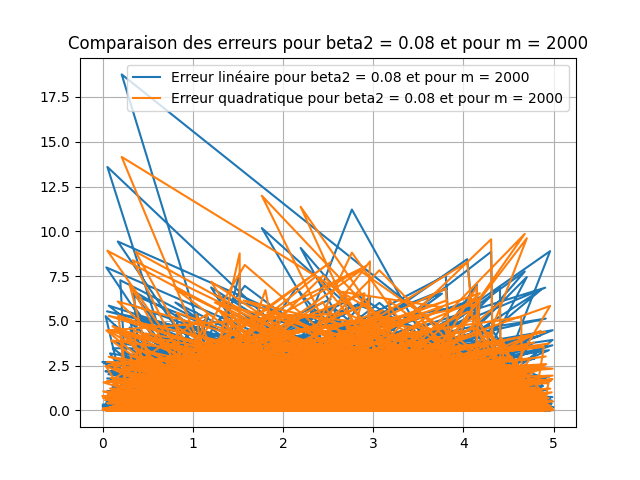 Comparaison des erreurs pour beta2 = 0.08 et pour m = 2000
Erreur linéaire pour beta2 = 0.08 et pour m = 2000
Erreur quadratique pour beta2 = 0.08 et pour m = 2000
17.5
15.0
12.5
10.0
7.5
5.0
2.5
0.0
0 1 2 3 4 5